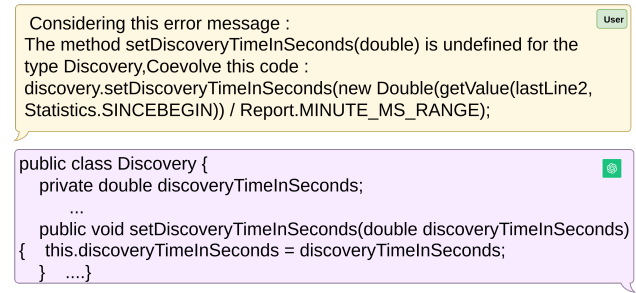 Considering this error message :
User
The method setDiscoveryTimeInSeconds(double) is undefined for the
type Discovery,Coevolve this code :
discovery.setDiscoveryTimeInSeconds(new Double(getValue(lastLine2,
Statistics.SINCEBEGIN)) / Report.MINUTE_MS_RANGE);
public class Discovery {
private double discoveryTimeInSeconds;
...
public void setDiscoveryTimeInSeconds(double discoveryTimeInSeconds)
{ this.discoveryTimeInSeconds = discoveryTimeInSeconds;
} ....}